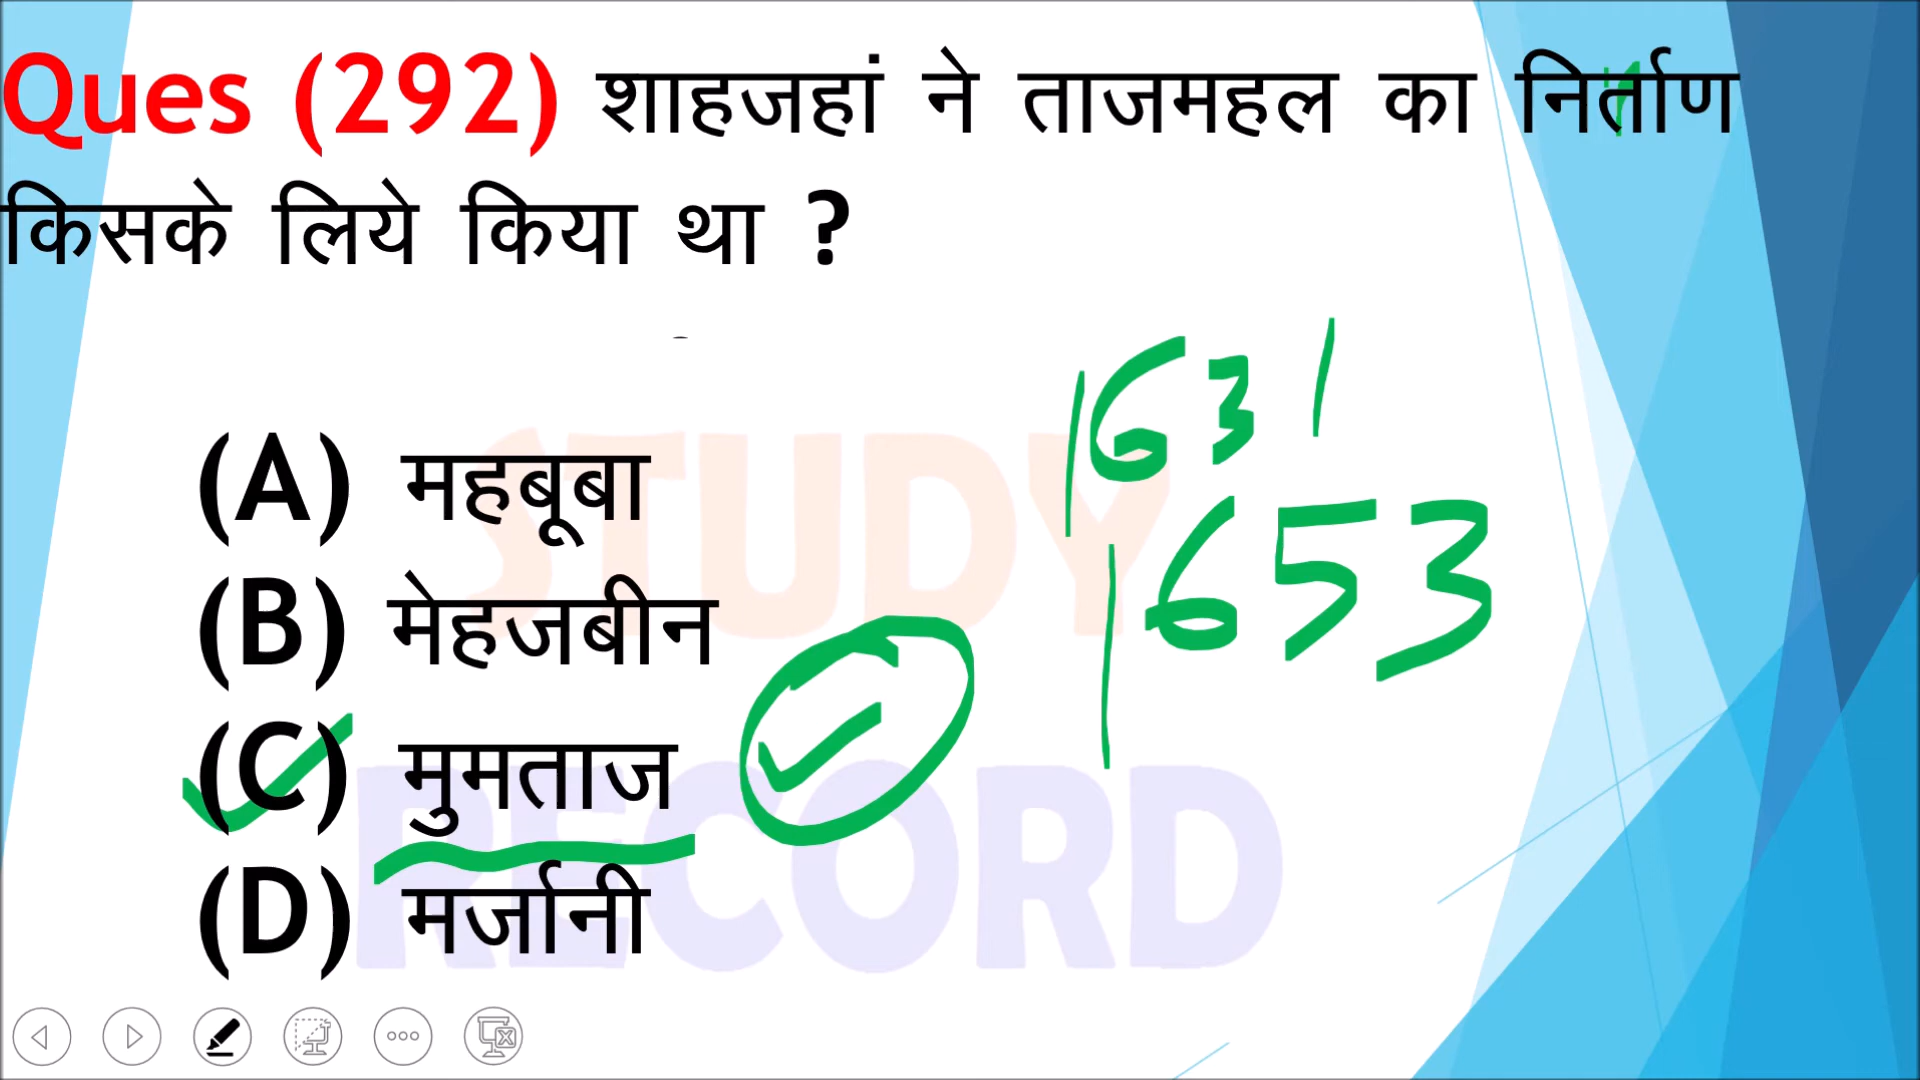 Ques (292) शाहजहां ने ताजमहल का निर्ताण
किसके लिये किया था ?
1631
(A) महबूबा
1653
(B) मेहजबीन
(C) मुमताज
(D) मर्जानी
STUDY
RECORD